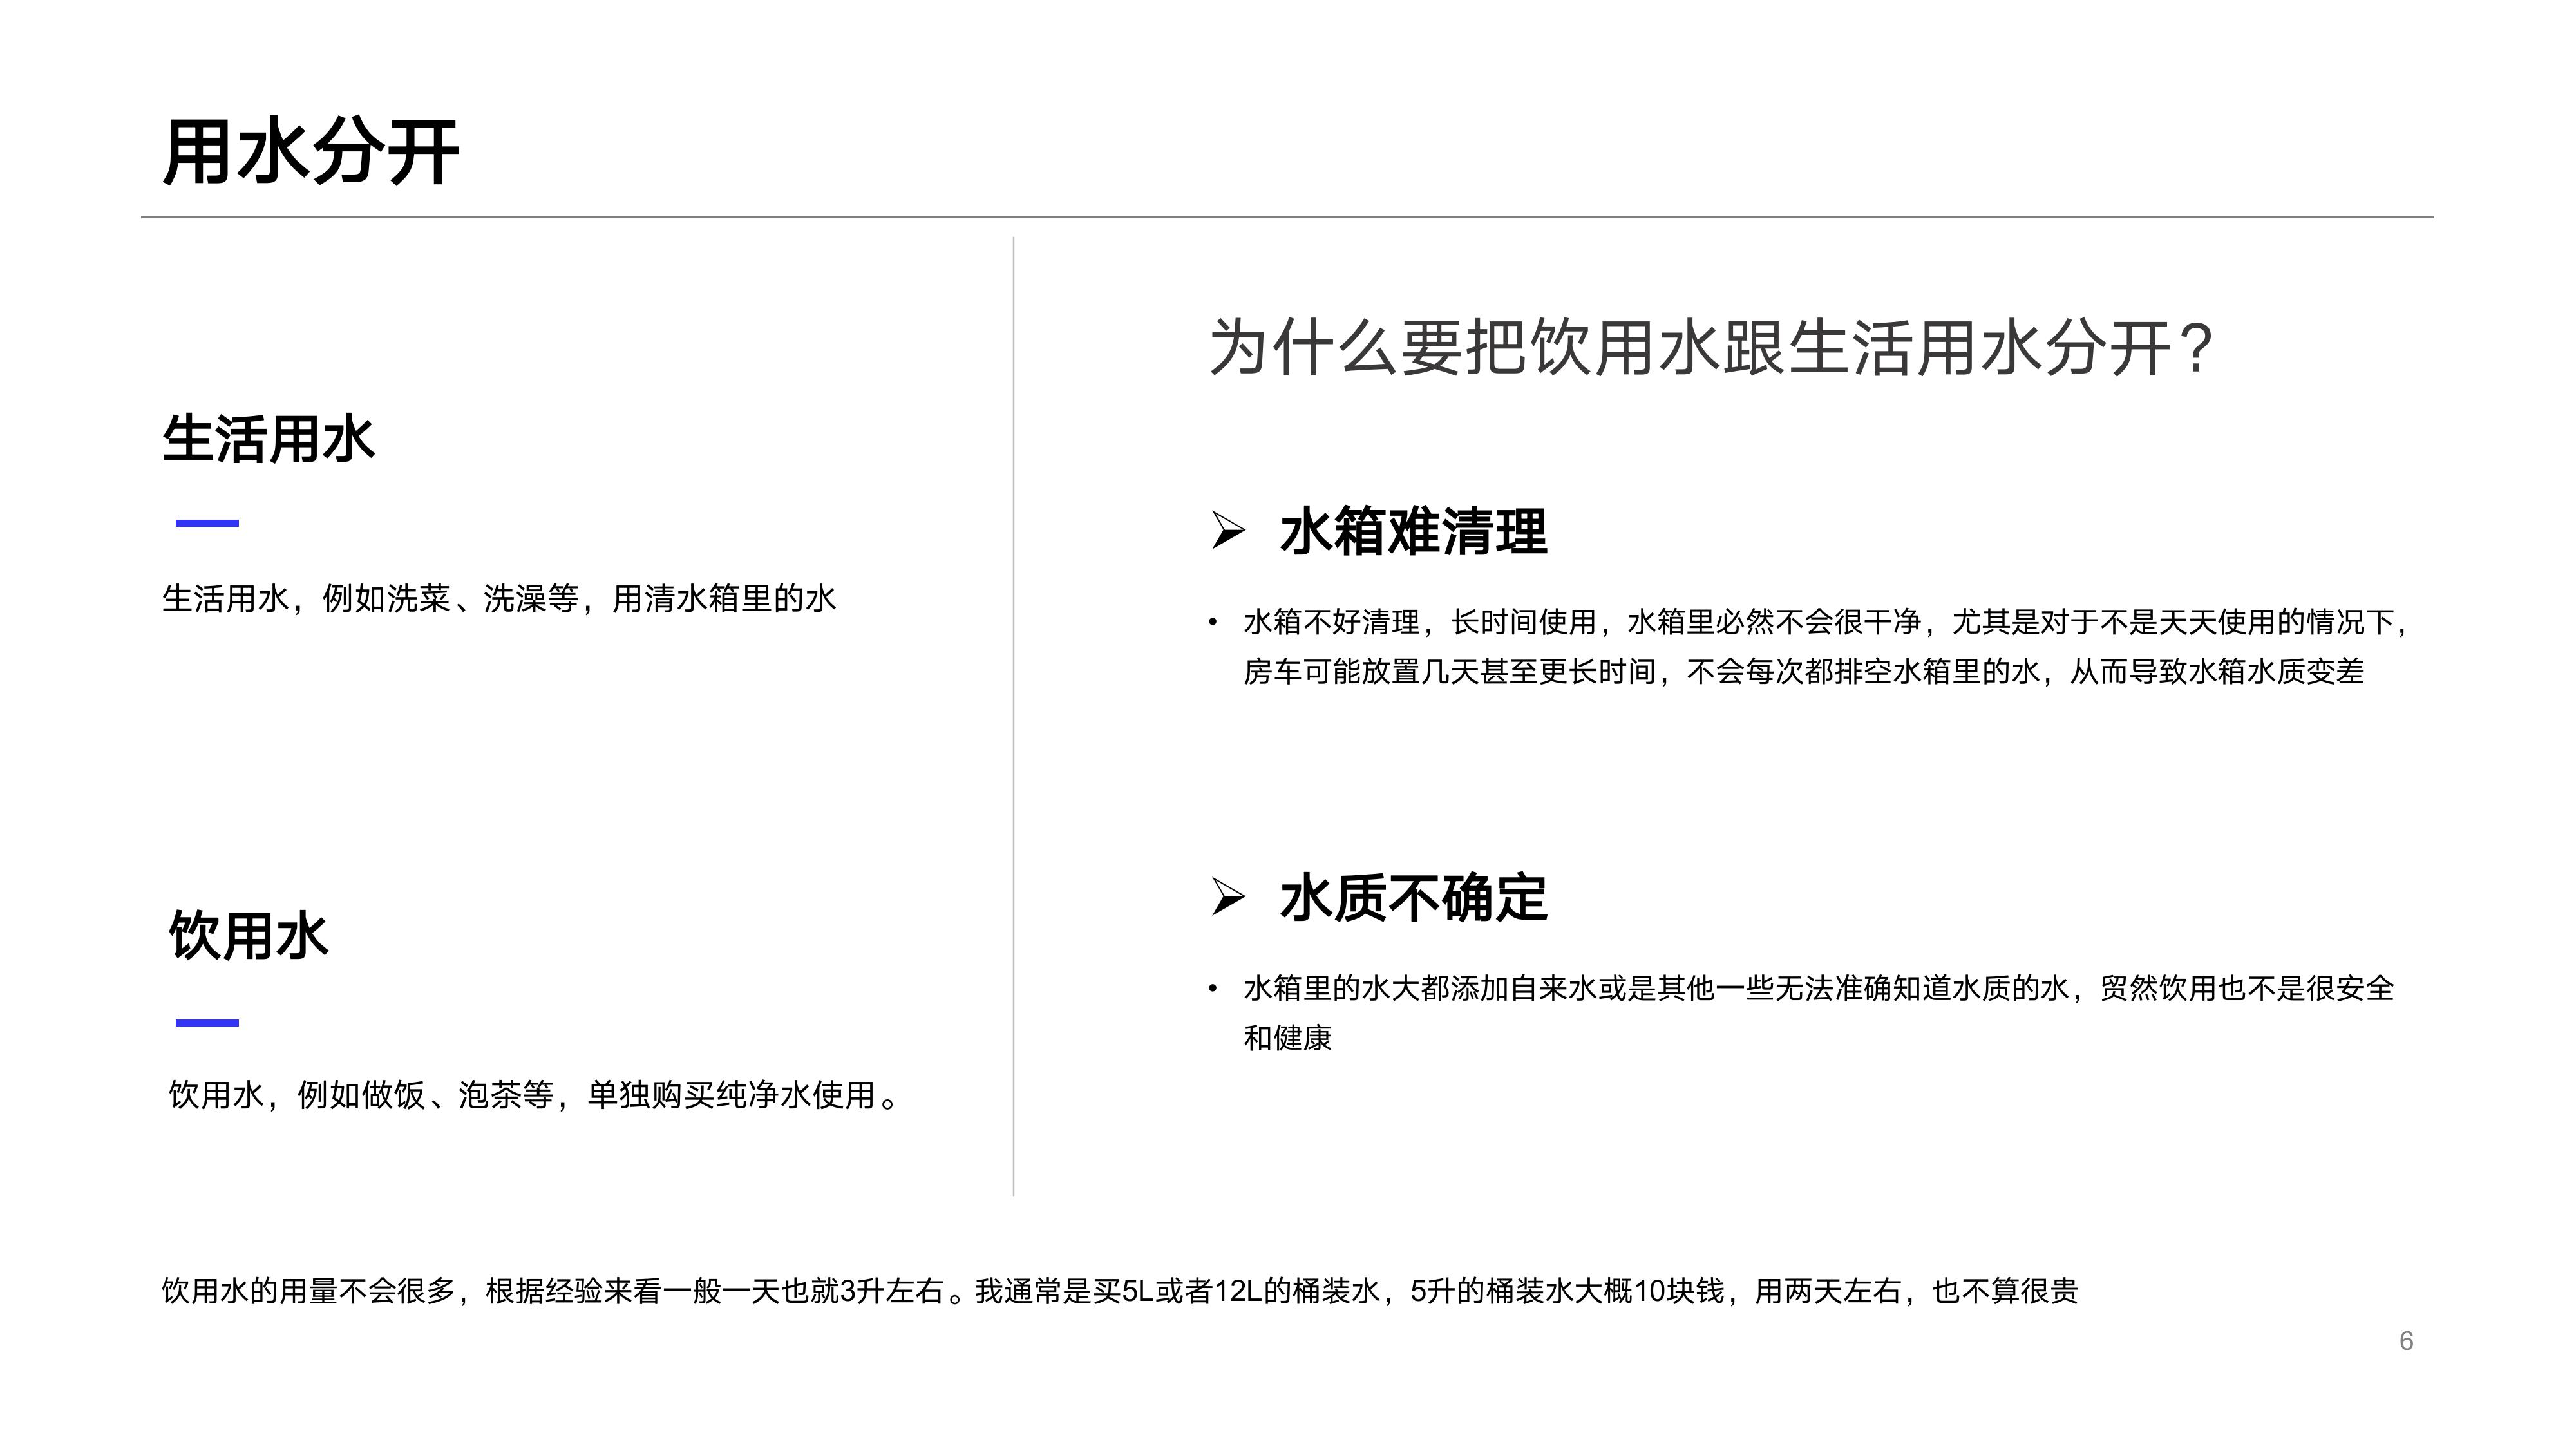 用水分开
生活用水
生活用水，例如洗菜、洗澡等，用清水箱里的水
饮用水
饮用水，例如做饭、泡茶等，单独购买纯净水使用。
为什么要把饮用水跟生活用水分开?
➢ 水箱难清理
• 水箱不好清理，长时间使用，水箱里必然不会很干净，尤其是对于不是天天使用的情况下，
房车可能放置几天甚至更长时间，不会每次都排空水箱里的水，从而导致水箱水质变差
➢ 水质不确定
• 水箱里的水大都添加自来水或是其他一些无法准确知道水质的水，贸然饮用也不是很安全
和健康
饮用水的用量不会很多，根据经验来看一般一天也就3升左右。我通常是买5L或者12L的桶装水，5升的桶装水大概10块钱，用两天左右，也不算很贵
6